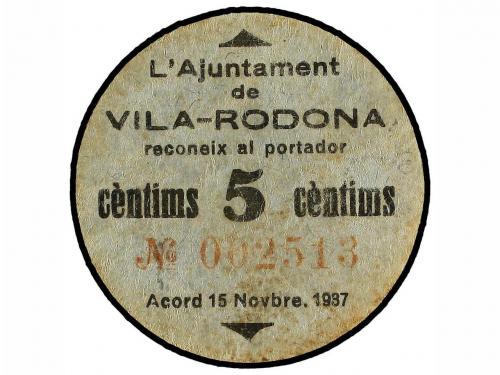 L'Ajuntament
de
VILA-RODONA
reconeix al portador
cèntims 5 cèntims
№ 002513
Acord 15 Novbre. 1937